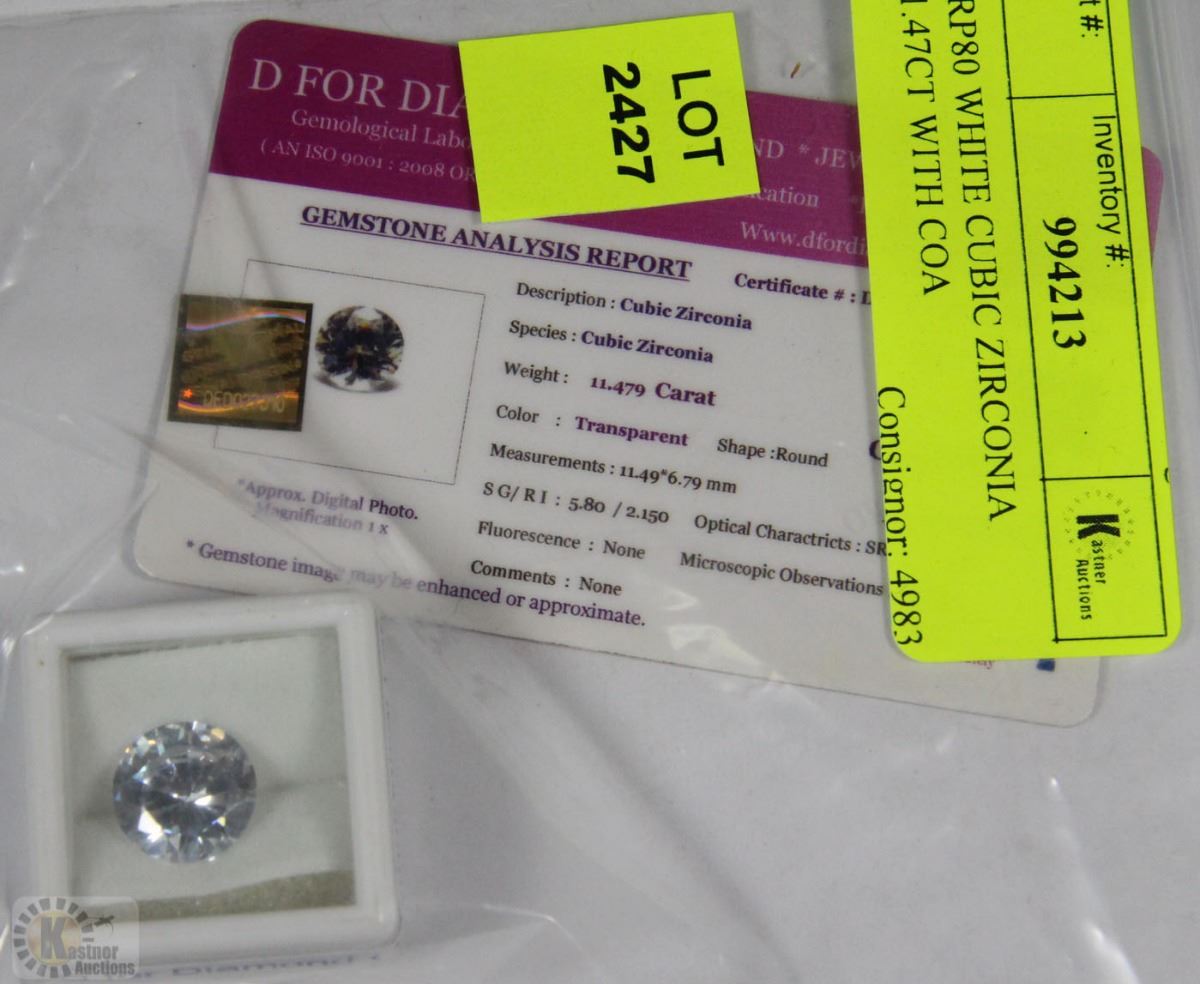 D FOR DIA
Gemological Labo
( AN ISO 9001 : 2008 OR
ND * JEW
ication
Www.dfordi
LOT
2427
GEMSTONE ANALYSIS REPORT
Certificate # :
Description : Cubic Zirconia
Species : Cubic Zirconia
Weight : 11.479 Carat
Color : Transparent Shape :Round
Measurements : 11.49*6.79 mm
S G/ R I : 5.80 / 2.150 Optical Charactricts : SR
Fluorescence : None Microscopic Observations
Comments : None
*Approx. Digital Photo.
Magnification 1 x
* Gemstone image may be enhanced or approximate.
t #:
Inventory #:
994213
RP80 WHITE CUBIC ZIRCONIA
1.47CT WITH COA
Consignor: 4983
Kastner
Auctions
Kastner
Auctions